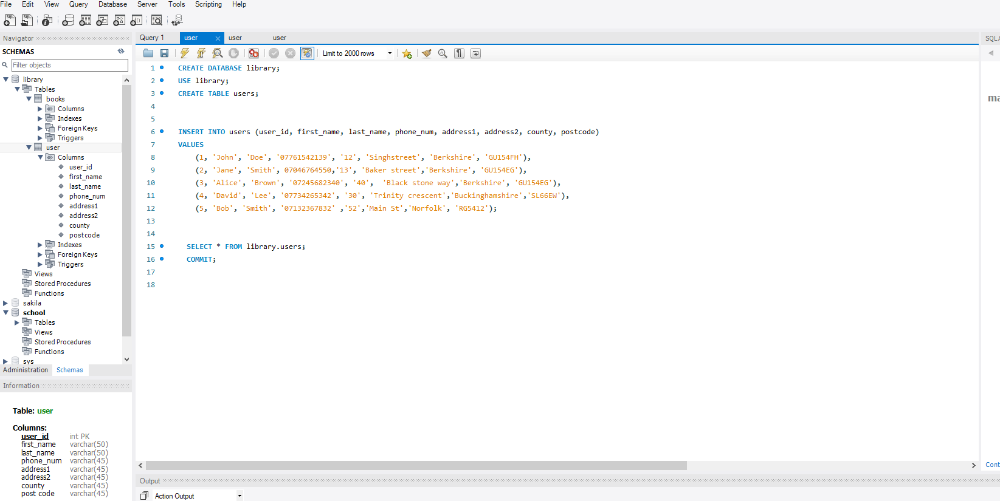 File Edit View Query Database Server Tools Scripting Help
Navigator
SCHEMAS
Filter objects
library
Tables
books
Columns
Indexes
Foreign Keys
Triggers
user
Columns
user_id
first_name
last_name
phone_num
address1
address2
county
postcode
Indexes
Foreign Keys
Triggers
Views
Stored Procedures
Functions
sakila
school
Tables
Views
Stored Procedures
Functions
sys
Administration Schemas
Information
Table: user
Columns:
user_id int PK
first_name varchar(50)
last_name varchar(50)
phone_num varchar(45)
address1 varchar(45)
address2 varchar(45)
county varchar(45)
post code varchar(45)
Query 1 user user user
Limit to 2000 rows
1 CREATE DATABASE library;
2 USE library;
3 CREATE TABLE users;
4
5
6 INSERT INTO users (user_id, first_name, last_name, phone_num, address1, address2, county, postcode)
7 VALUES
8 (1, 'John', 'Doe', '07761542139', '12', 'Singhstreet', 'Berkshire', 'GU154FH'),
9 (2, 'Jane', 'Smith', 07046764550,'13', 'Baker street','Berkshire', 'GU154EG'),
10 (3, 'Alice', 'Brown', '07245682340', '40',  'Black stone way','Berkshire', 'GU154EG'),
11 (4, 'David', 'Lee', '07734265342', '30', 'Trinity crescent','Buckinghamshire','SL66EW'),
12 (5, 'Bob', 'Smith', '07132367832' ,'52','Main St','Norfolk', 'RG5412');
13
14
15 SELECT * FROM library.users;
16 COMMIT;
17
18
Output
Action Output
SQLA
ma
Cont